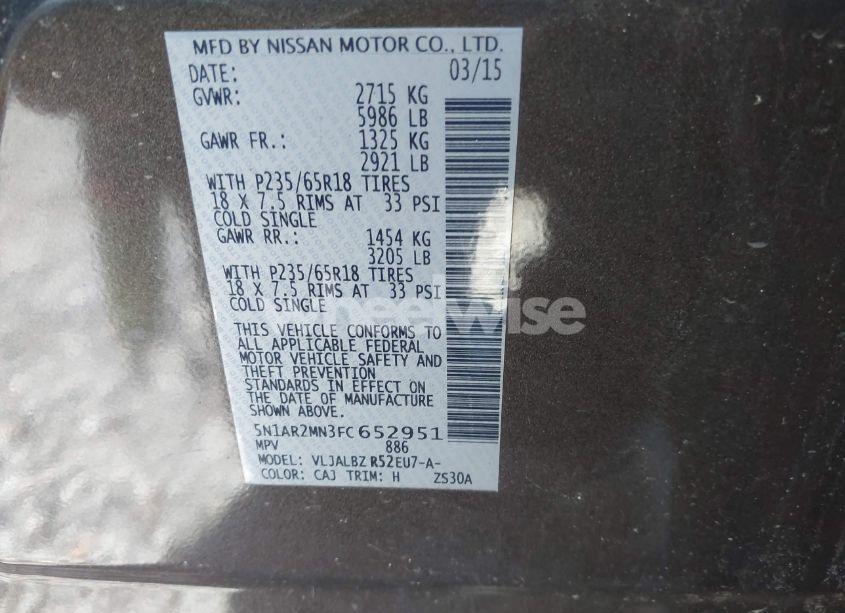 MFD BY NISSAN MOTOR CO., LTD.
DATE: 03/15
GVWR: 2715 KG
5986 LB
GAWR FR.: 1325 KG
2921 LB
WITH P235/65R18 TIRES
18 X 7.5 RIMS AT 33 PSI
COLD SINGLE
GAWR RR.: 1454 KG
3205 LB
WITH P235/65R18 TIRES
18 X 7.5 RIMS AT 33 PSI
COLD SINGLE
wise
THIS VEHICLE CONFORMS TO
ALL APPLICABLE FEDERAL
MOTOR VEHICLE SAFETY AND
THEFT PREVENTION
STANDARDS IN EFFECT ON
THE DATE OF MANUFACTURE
SHOWN ABOVE.
5N1AR2MN3FC652951
MPV 886
MODEL: VLJALBZ R52EU7-A-
COLOR: CAJ TRIM: H ZS30A